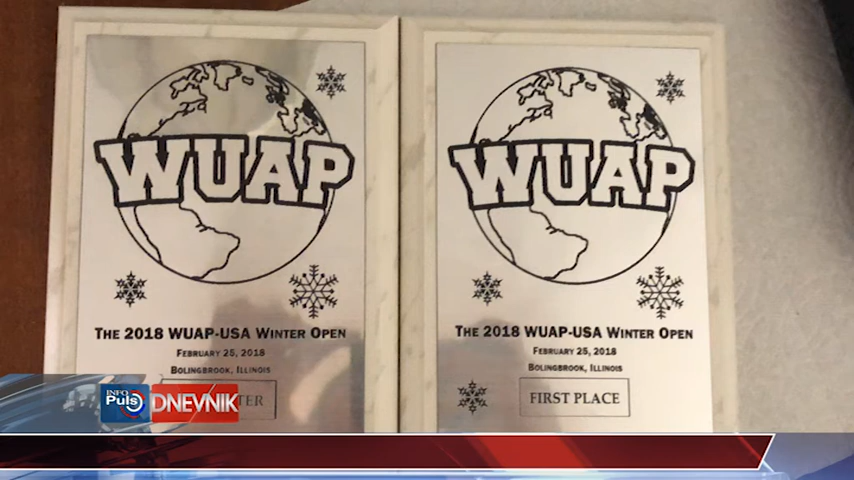 WUAP
THE 2018 WUAP-USA WINTER OPEN
FEBRUARY 25, 2018
BOLINGBROOK, ILLINOIS
WUAP
THE 2018 WUAP-USA WINTER OPEN
FEBRUARY 25, 2018
BOLINGBROOK, ILLINOIS
FIRST PLACE
INFO
Puls
DNEVNIK